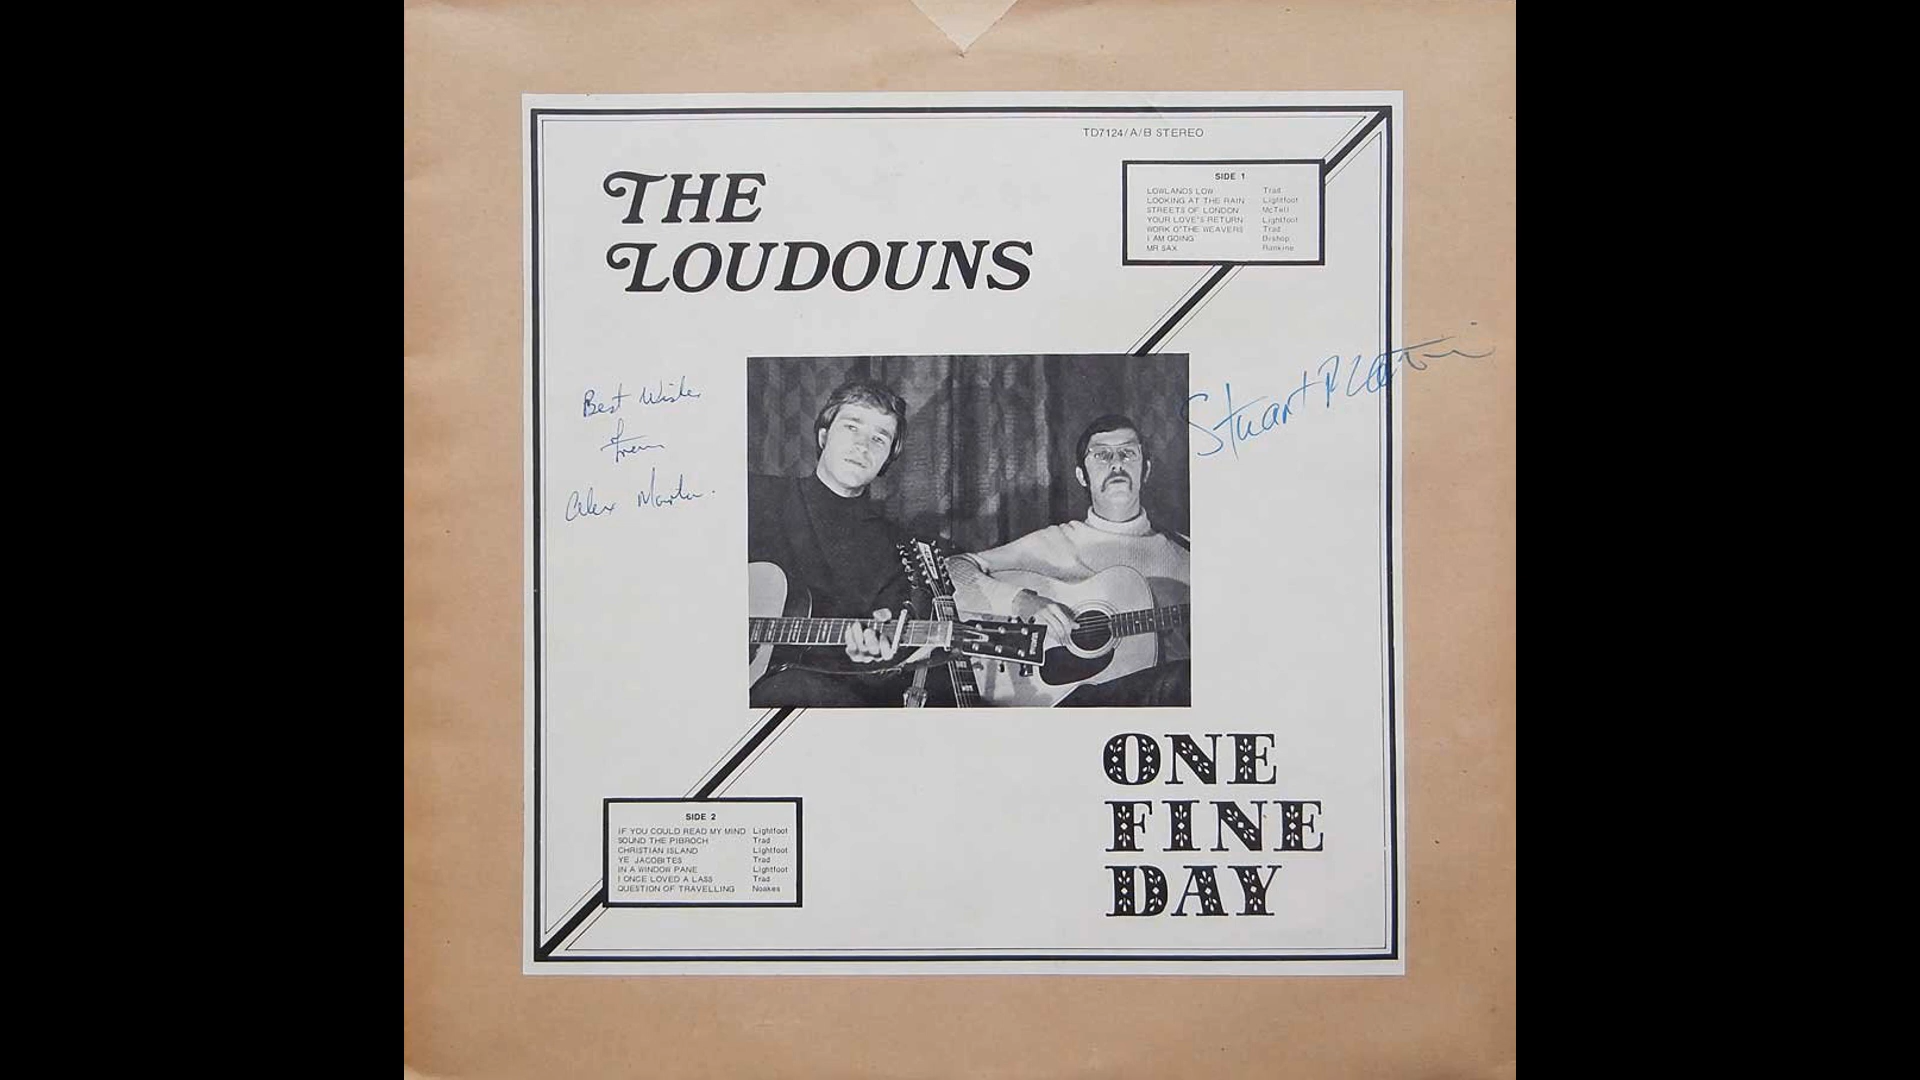 TD7124/A/B STEREO
THE
LOUDOUNS
SIDE 1
LOWLANDS LOW Trad
LOOKING AT THE RAIN Lightfoot
STREETS OF LONDON McTell
YOUR LOVE'S RETURN Lightfoot
WORK O'THE WEAVERS Trad
I AM GOING Bishop
MR SAX Rankine
Best Wishes
from
Alex Martin.
Stuart
ONE
FINE
DAY
SIDE 2
IF YOU COULD READ MY MIND Lightfoot
SOUND THE PIBROCH Trad
CHRISTIAN ISLAND Lightfoot
YE JACOBITES Trad
IN A WINDOW PANE Lightfoot
I ONCE LOVED A LASS Trad
QUESTION OF TRAVELLING Noakes